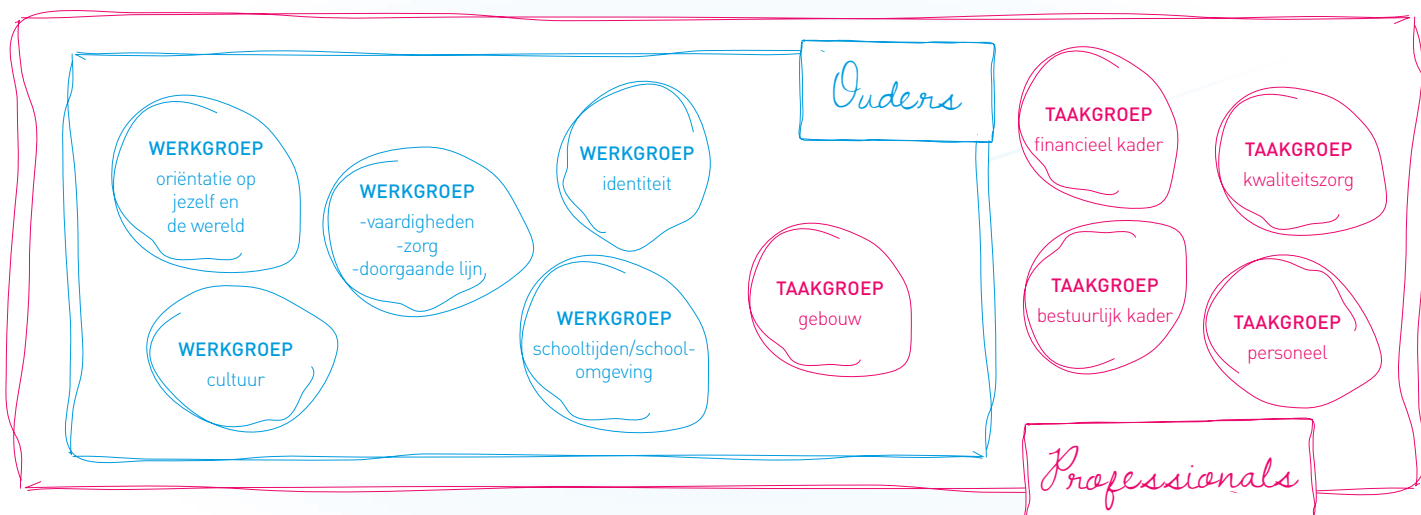 Ouders
WERKGROEP
oriëntatie op
jezelf en
de wereld
WERKGROEP
-vaardigheden
-zorg
-doorgaande lijn
WERKGROEP
identiteit
WERKGROEP
cultuur
WERKGROEP
schooltijden/school-
omgeving
TAAKGROEP
gebouw
TAAKGROEP
financieel kader
TAAKGROEP
kwaliteitszorg
TAAKGROEP
bestuurlijk kader
TAAKGROEP
personeel
Professionals